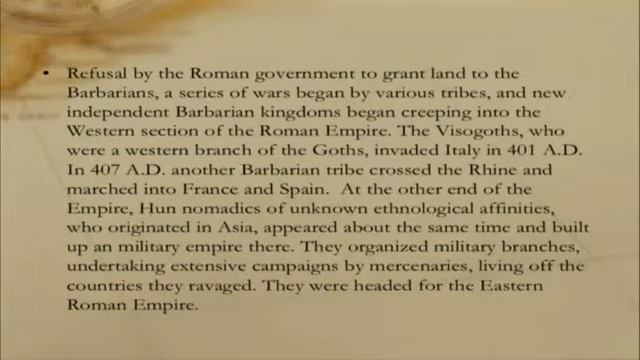 • Refusal by the Roman government to grant land to the
Barbarians, a series of wars began by various tribes, and new
independent Barbarian kingdoms began creeping into the
Western section of the Roman Empire. The Visogoths, who
were a western branch of the Goths, invaded Italy in 401 A.D.
In 407 A.D. another Barbarian tribe crossed the Rhine and
marched into France and Spain.  At the other end of the
Empire, Hun nomadics of unknown ethnological affinities,
who originated in Asia, appeared about the same time and built
up an military empire there. They organized military branches,
undertaking extensive campaigns by mercenaries, living off the
countries they ravaged. They were headed for the Eastern
Roman Empire.